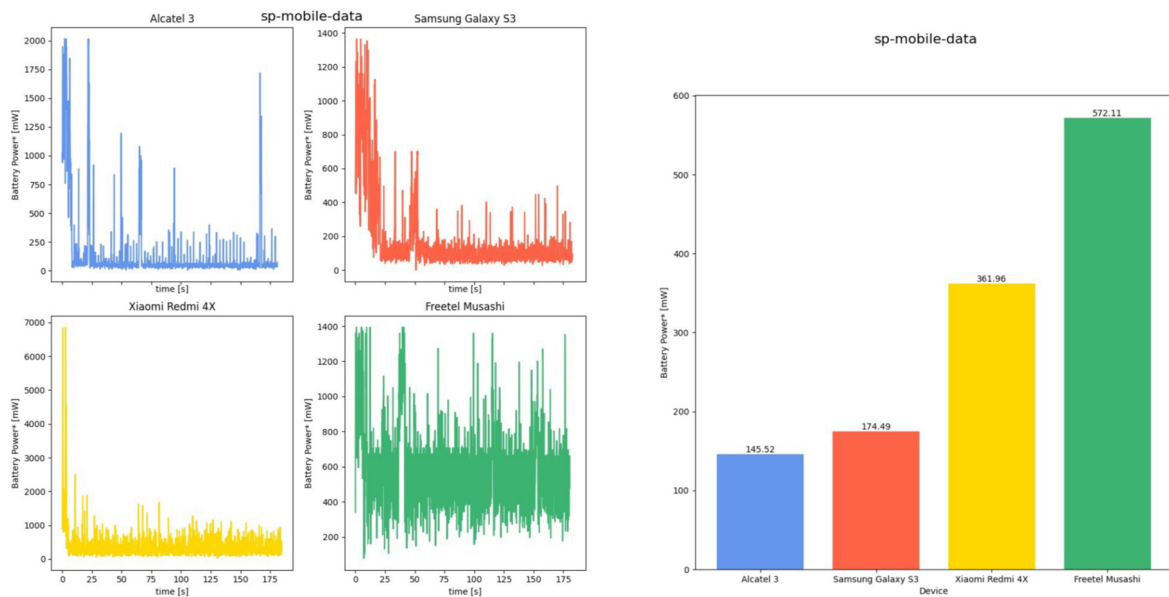 sp-mobile-data
Alcatel 3
Battery Power* [mW]
2000
1750
1500
1250
1000
750
500
250
0
time [s]
Samsung Galaxy S3
Battery Power* [mW]
1400
1200
1000
800
600
400
200
0
time [s]
Xiaomi Redmi 4X
Battery Power* [mW]
7000
6000
5000
4000
3000
2000
1000
0
0 25 50 75 100 125 150 175
time [s]
Freetel Musashi
Battery Power* [mW]
1400
1200
1000
800
600
400
200
0 25 50 75 100 125 150 175
time [s]
sp-mobile-data
Battery Power* [mW]
600
500
400
300
200
100
0
145.52
174.49
361.96
572.11
Alcatel 3 Samsung Galaxy S3 Xiaomi Redmi 4X Freetel Musashi
Device